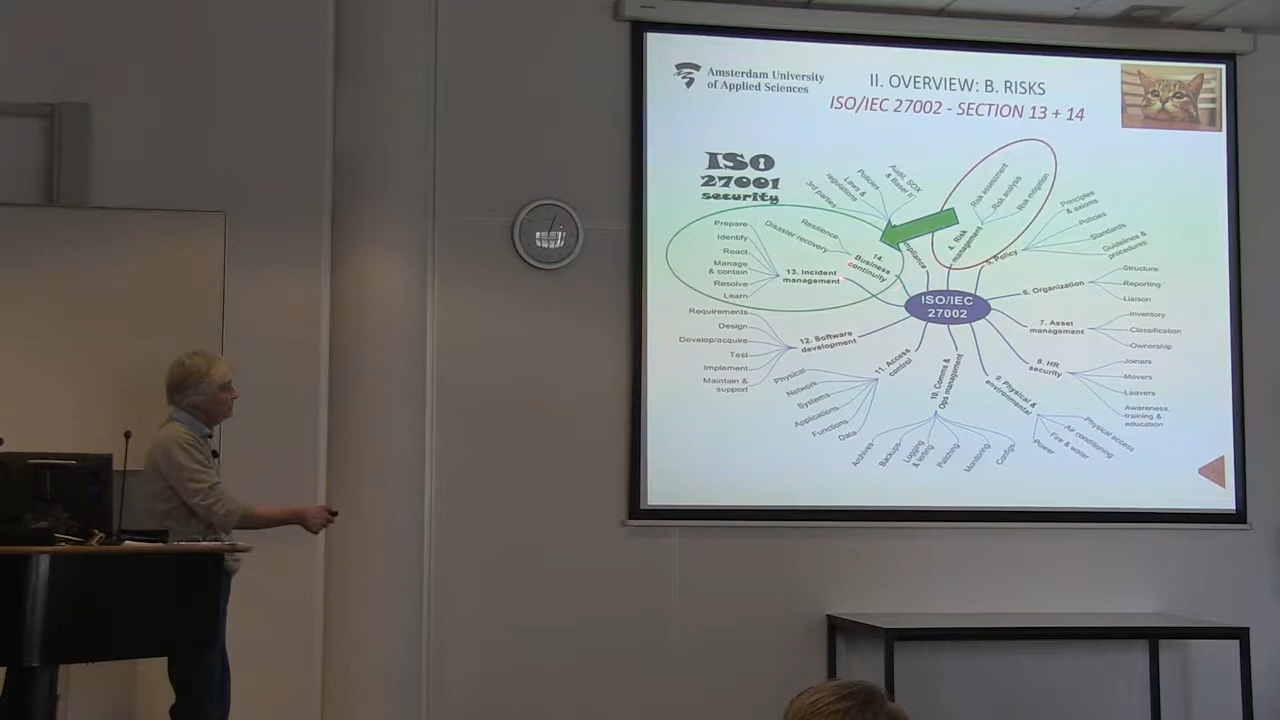 Amsterdam University
of Applied Sciences
II. OVERVIEW: B. RISKS
ISO/IEC 27002 - SECTION 13 + 14
ISO
27001
security
3rd parties
Laws &
regulations
Policies
Audit, SOX
& Basel II
Risk assessment
Risk analysis
Risk mitigation
4. Risk
management
Principles
& axioms
Policies
Standards
Guidelines &
procedures
5. Policy
Structure
Reporting
Liaison
6. Organization
Inventory
Classification
Ownership
7. Asset
management
Joiners
Movers
Leavers
Awareness,
training &
education
8. HR
security
Physical access
Air conditioning
Fire & water
Power
9. Physical &
environmental
Configs
Monitoring
Patching
Logging
& alerting
Backups
Archives
10. Comms &
Ops management
Physical
Network
Systems
Applications
Functions
Data
11. Access
control
Requirements
Design
Develop/acquire
Test
Implement
Maintain &
support
12. Software
development
Prepare
Identify
React
Manage
& contain
Resolve
Learn
13. Incident
management
Resilience
Disaster recovery
14.
Business
continuity
ISO/IEC
27002